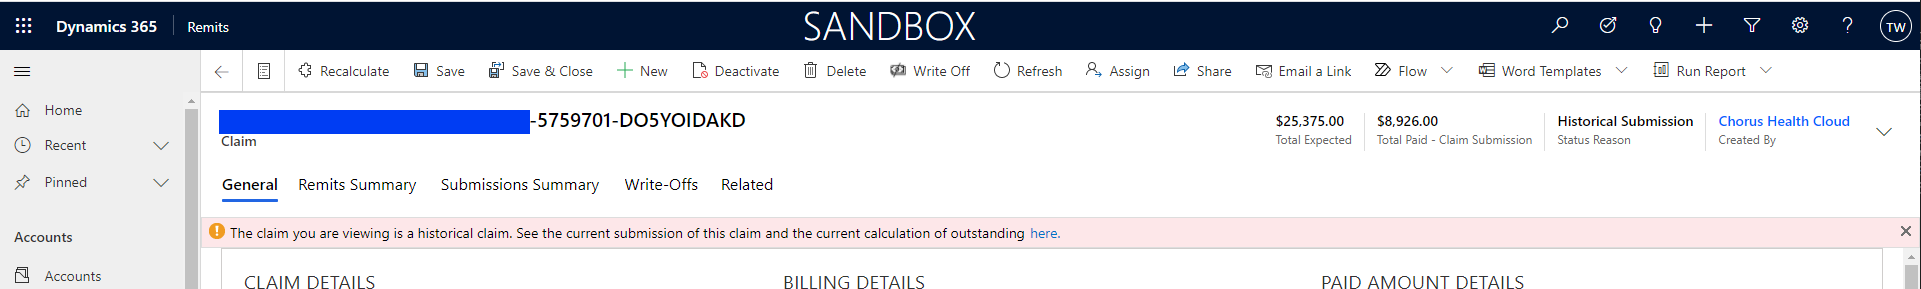 Dynamics 365 Remits SANDBOX ? TW
Recalculate Save Save & Close New Deactivate Delete Write Off Refresh Assign Share Email a Link Flow Word Templates Run Report
Home
Recent
Pinned
Accounts
Accounts
-5759701-DO5YOIDAKD
Claim
$25,375.00
Total Expected
$8,926.00
Total Paid - Claim Submission
Historical Submission
Status Reason
Chorus Health Cloud
Created By
General Remits Summary Submissions Summary Write-Offs Related
The claim you are viewing is a historical claim. See the current submission of this claim and the current calculation of outstanding here.
CLAIM DETAILS BILLING DETAILS PAID AMOUNT DETAILS